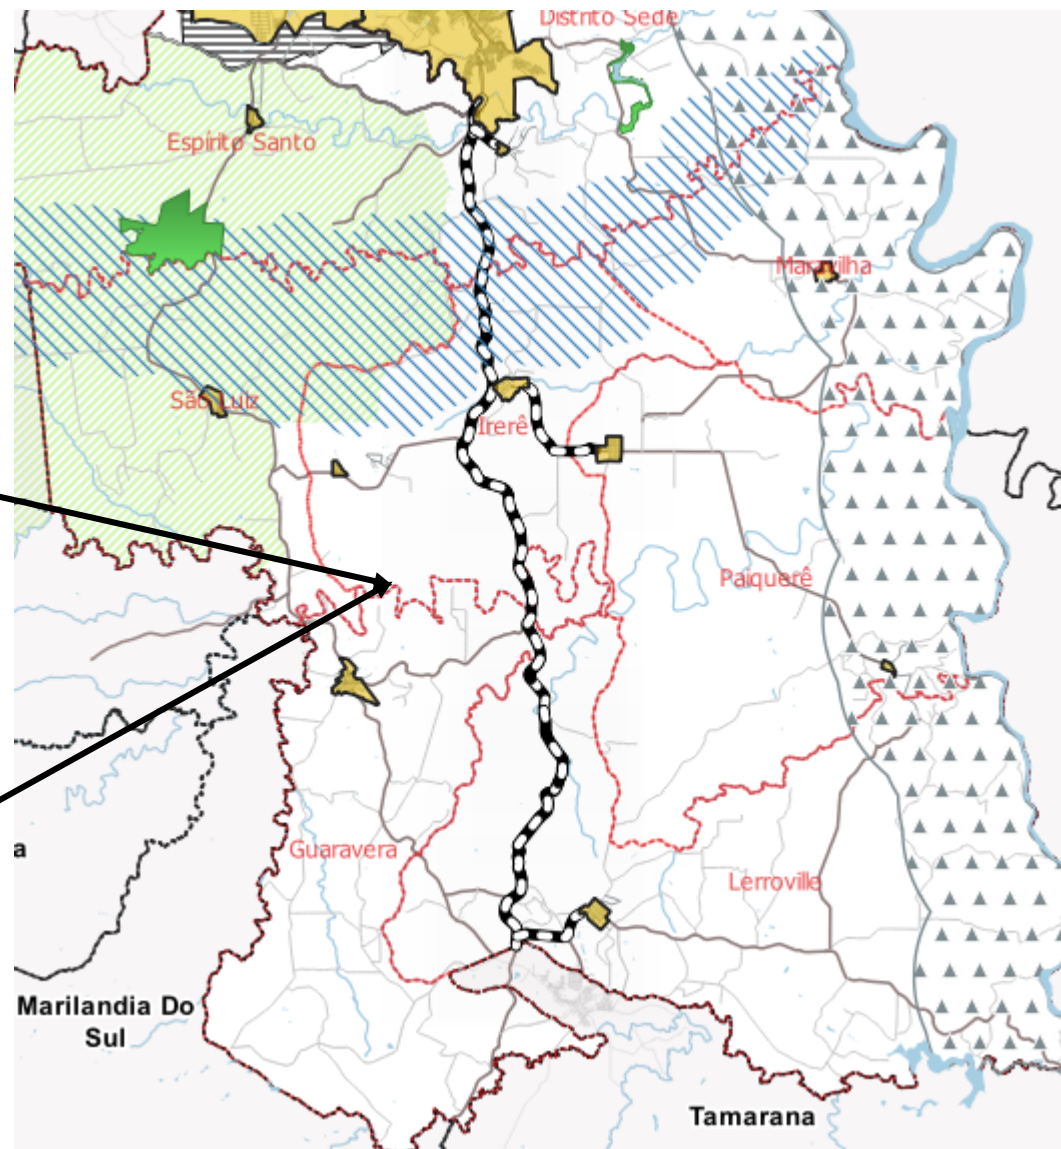 Distrito Sede
Espírito Santo
Maravilha
São Luiz
Irerê
Paiquerê
a
Guaravera
Lerroville
Marilandia Do
Sul
Tamarana